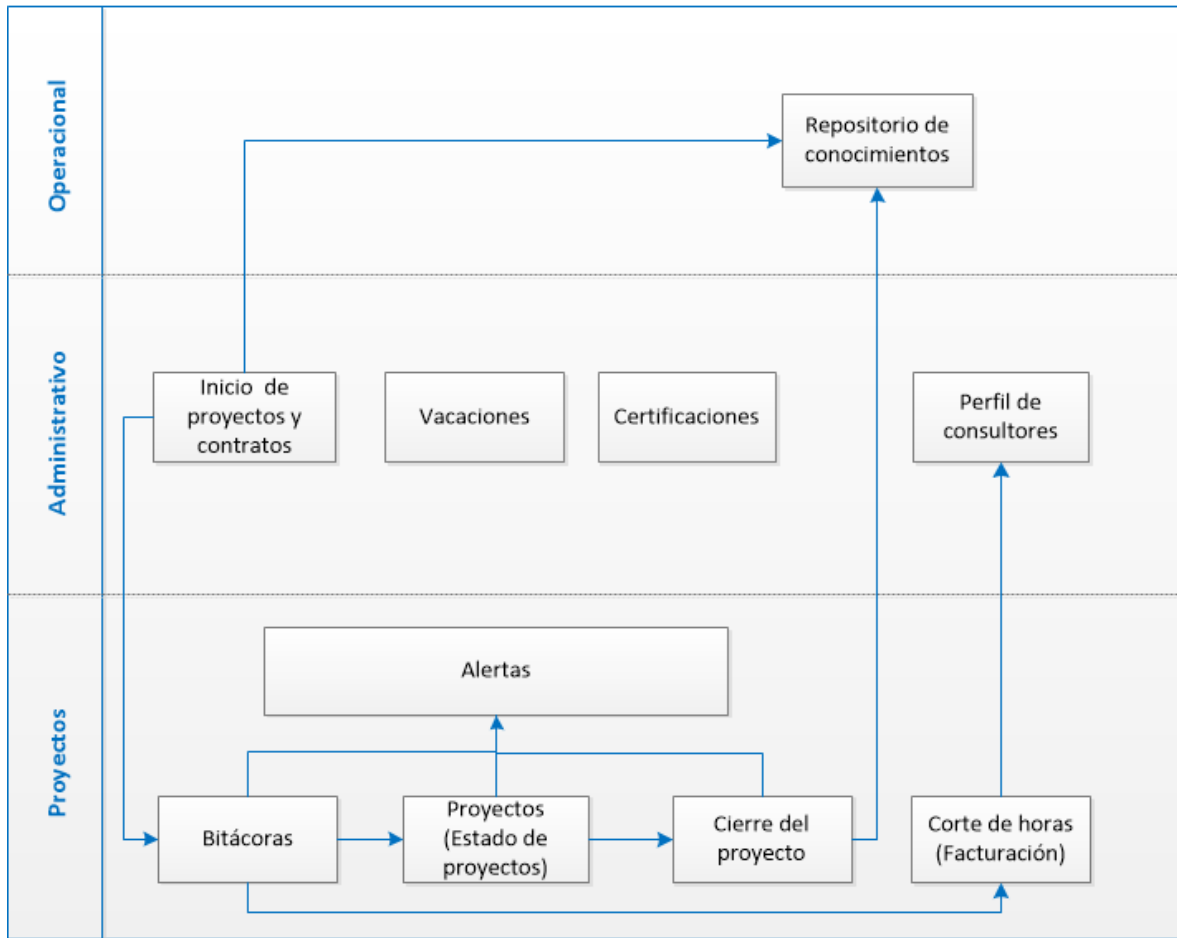 Operacional
Repositorio de
conocimientos
Administrativo
Inicio de
proyectos y
contratos
Vacaciones
Certificaciones
Perfil de
consultores
Proyectos
Alertas
Bitácoras
Proyectos
(Estado de
proyectos)
Cierre del
proyecto
Corte de horas
(Facturación)